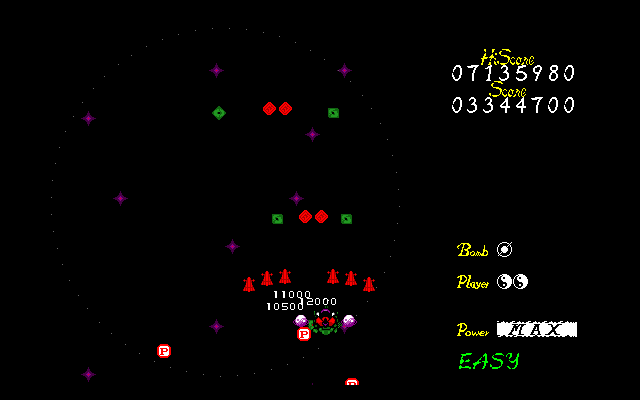 HiScore
07135980
Score
03344700
Bomb
Player
Power MAX
EASY
11000
12000
10500
P
P
P